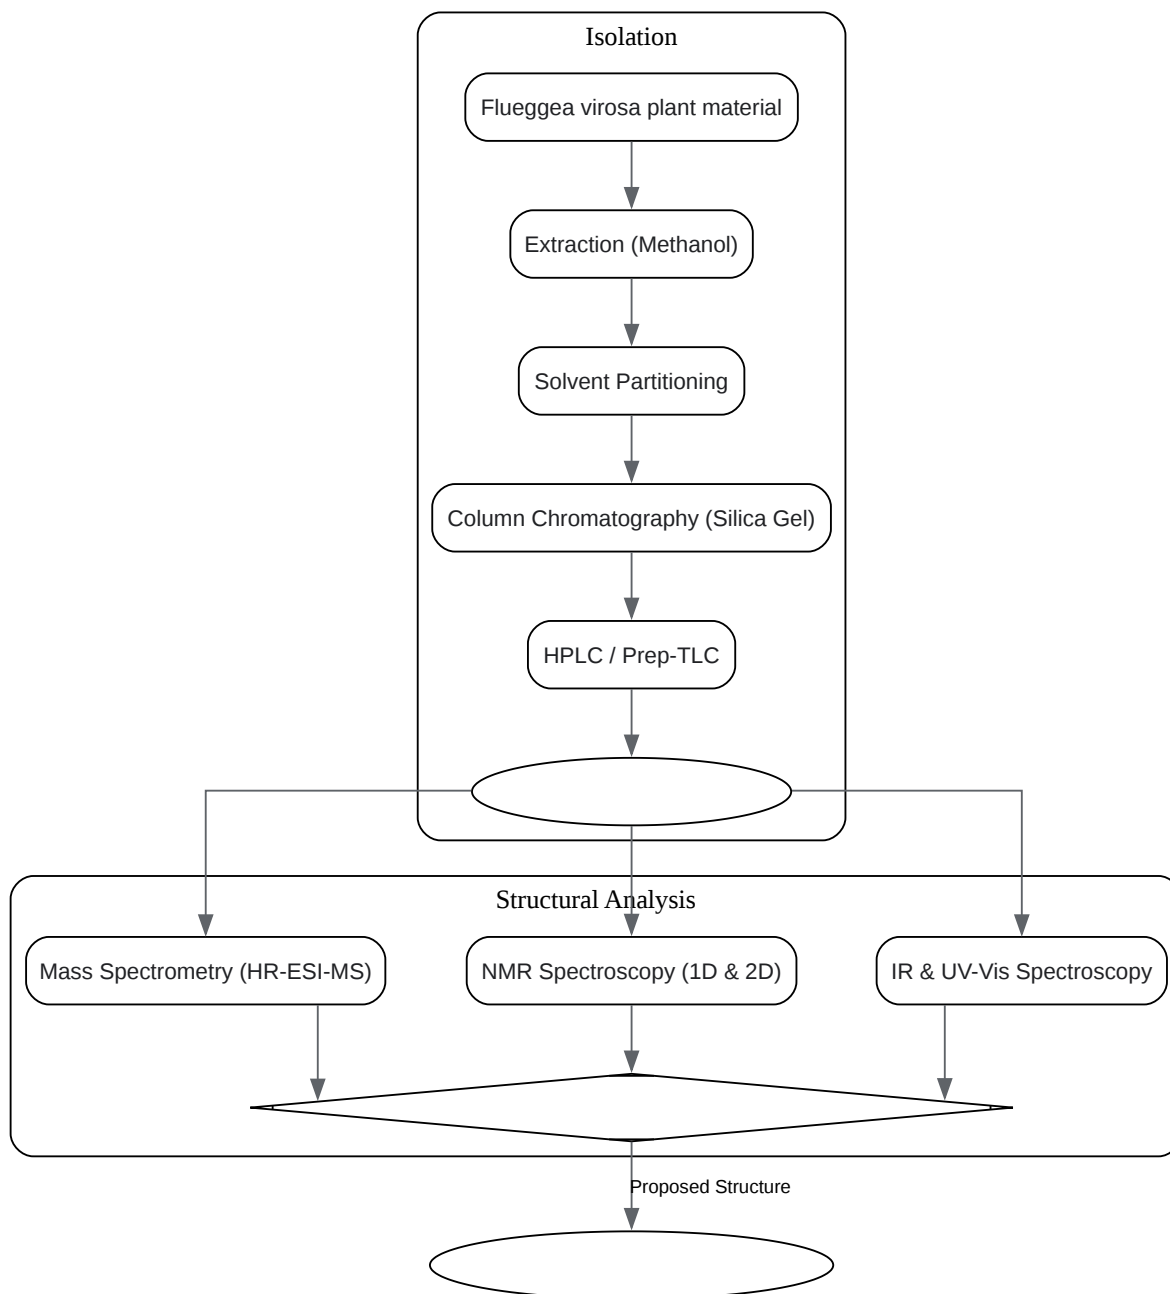 Isolation
Flueggea virosa plant material
Extraction (Methanol)
Solvent Partitioning
Column Chromatography (Silica Gel)
HPLC / Prep-TLC
Structural Analysis
Mass Spectrometry (HR-ESI-MS)
NMR Spectroscopy (1D & 2D)
IR & UV-Vis Spectroscopy
Proposed Structure